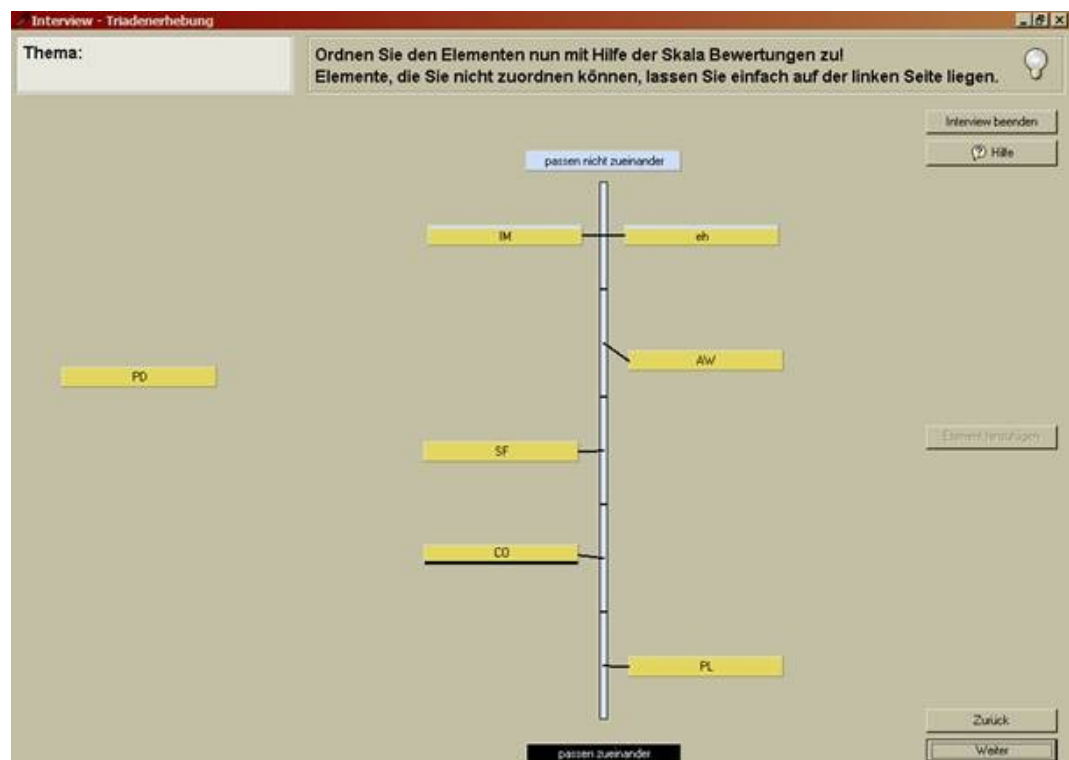 Interview - Triadenerhebung
Thema:
Ordnen Sie den Elementen nun mit Hilfe der Skala Bewertungen zu!
Elemente, die Sie nicht zuordnen können, lassen Sie einfach auf der linken Seite liegen.
Interview beenden
Hilfe
passen nicht zueinander
IM
eh
AW
PD
Element hinzufügen
SF
CO
PL
Zurück
Weiter
passen zueinander